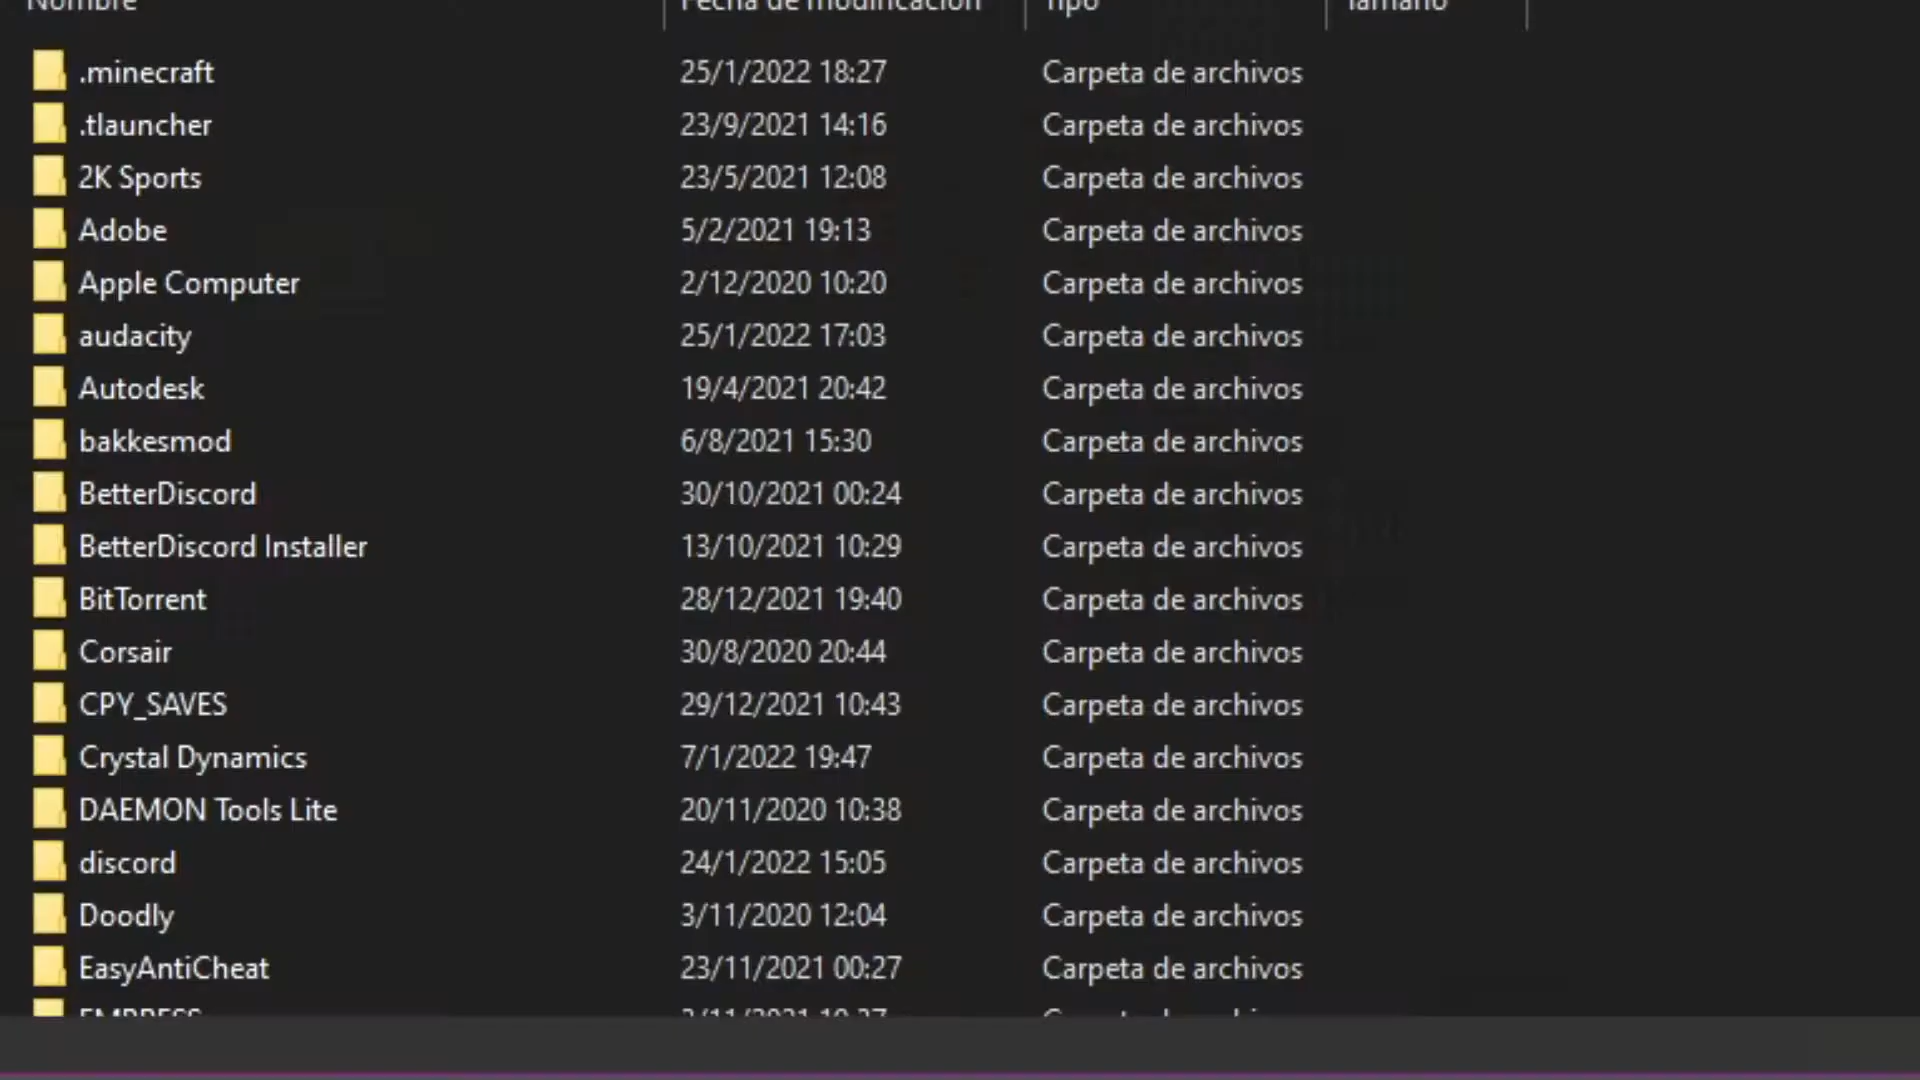 Nombre Fecha de modificación Tipo Tamaño
.minecraft 25/1/2022 18:27 Carpeta de archivos
.tlauncher 23/9/2021 14:16 Carpeta de archivos
2K Sports 23/5/2021 12:08 Carpeta de archivos
Adobe 5/2/2021 19:13 Carpeta de archivos
Apple Computer 2/12/2020 10:20 Carpeta de archivos
audacity 25/1/2022 17:03 Carpeta de archivos
Autodesk 19/4/2021 20:42 Carpeta de archivos
bakkesmod 6/8/2021 15:30 Carpeta de archivos
BetterDiscord 30/10/2021 00:24 Carpeta de archivos
BetterDiscord Installer 13/10/2021 10:29 Carpeta de archivos
BitTorrent 28/12/2021 19:40 Carpeta de archivos
Corsair 30/8/2020 20:44 Carpeta de archivos
CPY_SAVES 29/12/2021 10:43 Carpeta de archivos
Crystal Dynamics 7/1/2022 19:47 Carpeta de archivos
DAEMON Tools Lite 20/11/2020 10:38 Carpeta de archivos
discord 24/1/2022 15:05 Carpeta de archivos
Doodly 3/11/2020 12:04 Carpeta de archivos
EasyAntiCheat 23/11/2021 00:27 Carpeta de archivos
EMPRESS